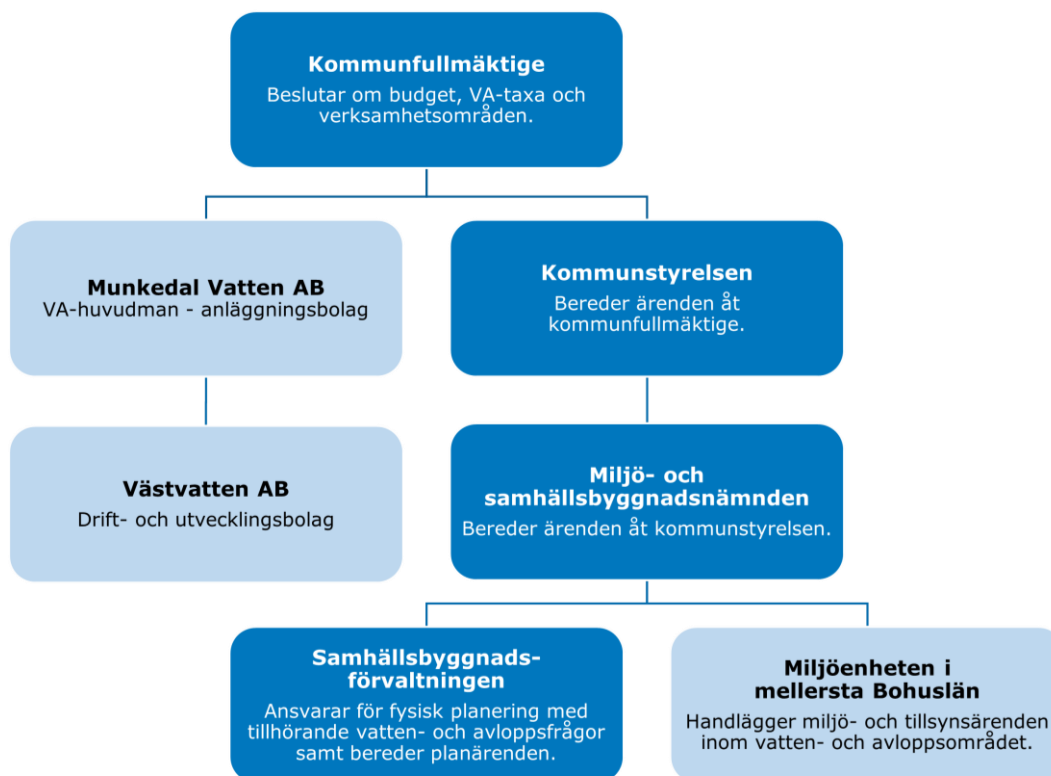 Kommunfullmäktige
Beslutar om budget, VA-taxa och
verksamhetsområden.
Munkedal Vatten AB
VA-huvudman - anläggningsbolag
Kommunstyrelsen
Bereder ärenden åt
kommunfullmäktige.
Västvatten AB
Drift- och utvecklingsbolag
Miljö- och
samhällsbyggnadsnämnden
Bereder ärenden åt kommunstyrelsen.
Samhällsbyggnads-
förvaltningen
Ansvarar för fysisk planering med
tillhörande vatten- och avloppsfrågor
samt bereder planärenden.
Miljöenheten i
mellersta Bohuslän
Handlägger miljö- och tillsynsärenden
inom vatten- och avloppsområdet.